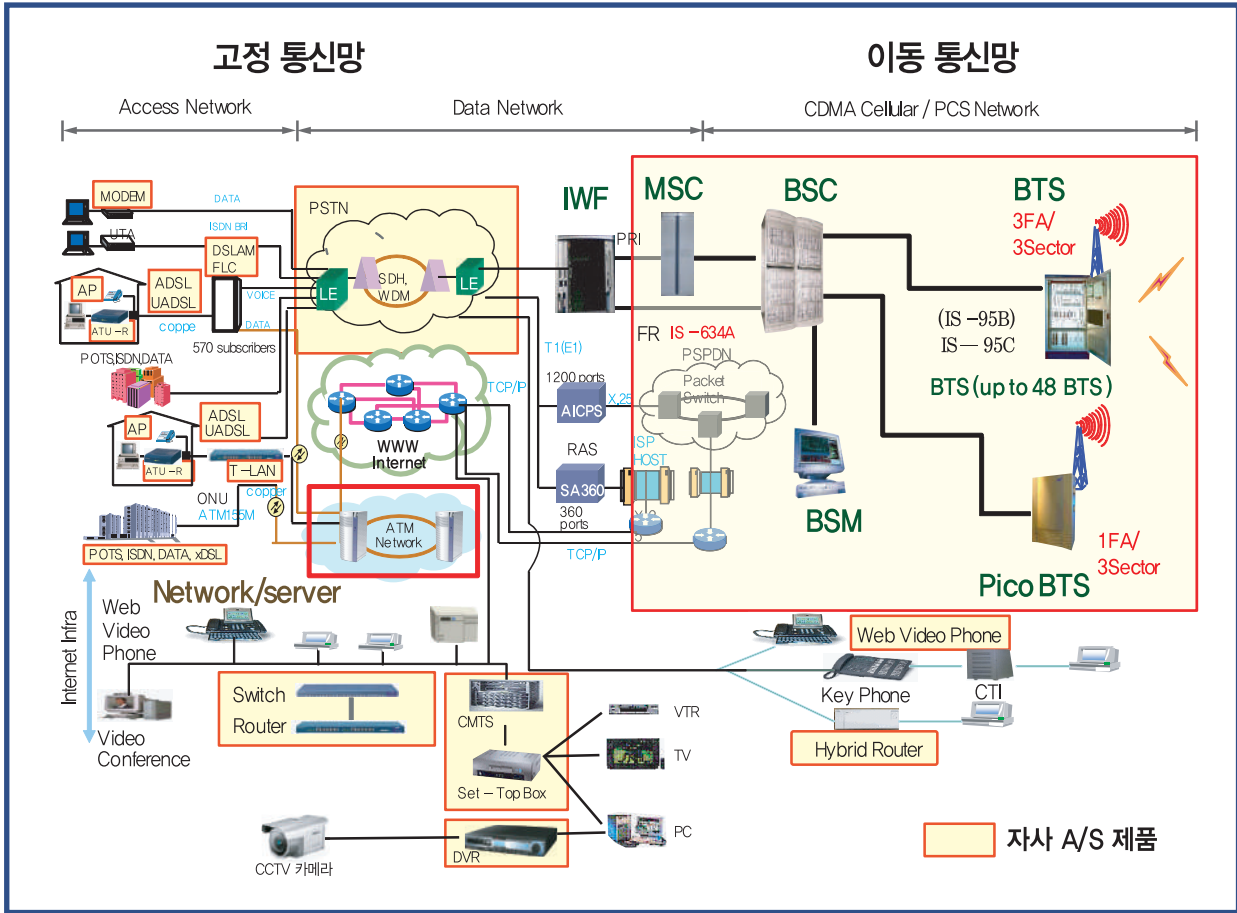 고정 통신망
이동 통신망
Access Network
Data Network
CDMA Cellular / PCS Network
MODEM
DATA
UTA
ISDN BRI
DSLAM
FLC
AP
ADSL
UADSL
ATU-R
coppe
VOICE
DATA
570 subscribers
POTS,ISDN,DATA
PSTN
LE
SDH,
WDM
LE
IWF
MSC
BSC
BTS
3FA/
3Sector
PRI
FR
IS-634A
(IS-95B)
IS-95C
BTS (up to 48 BTS)
T1(E1)
1200 ports
AICPS
X.25
PSPDN
Packet
Switch
TCP/IP
WWW
Internet
AP
ADSL
UADSL
ATU-R
T-LAN
copper
ONU
ATM155M
POTS, ISDN, DATA, xDSL
ATM
Network
RAS
SA360
360
ports
ISP
HOST
TCP/IP
BSM
1FA/
3Sector
Pico BTS
Network/server
Internet Infra
Web
Video
Phone
Video
Conference
Switch
Router
CMTS
Set-Top Box
VTR
TV
PC
DVR
CCTV 카메라
Web Video Phone
Key Phone
CTI
Hybrid Router
자사 A/S 제품